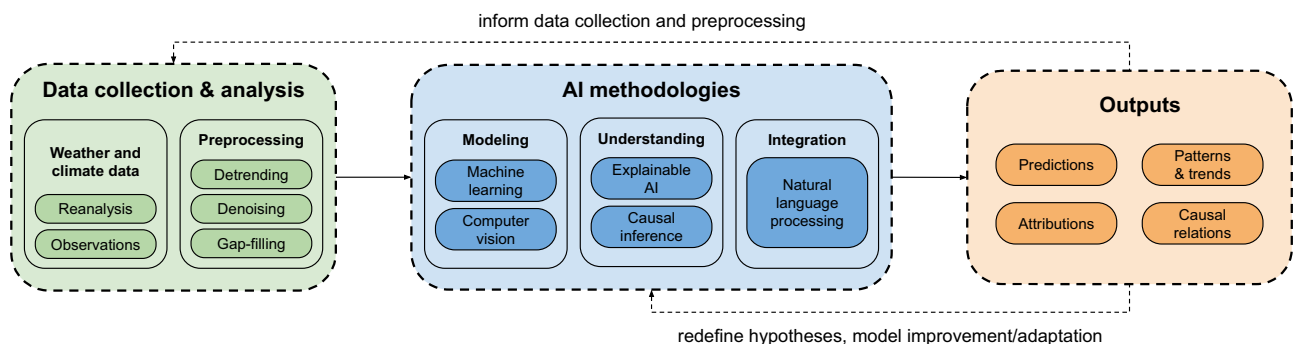 inform data collection and preprocessing
Data collection & analysis
Weather and
climate data
Reanalysis
Observations
Preprocessing
Detrending
Denoising
Gap-filling
AI methodologies
Modeling
Machine
learning
Computer
vision
Understanding
Explainable
AI
Causal
inference
Integration
Natural
language
processing
Outputs
Predictions
Patterns
& trends
Attributions
Causal
relations
redefine hypotheses, model improvement/adaptation